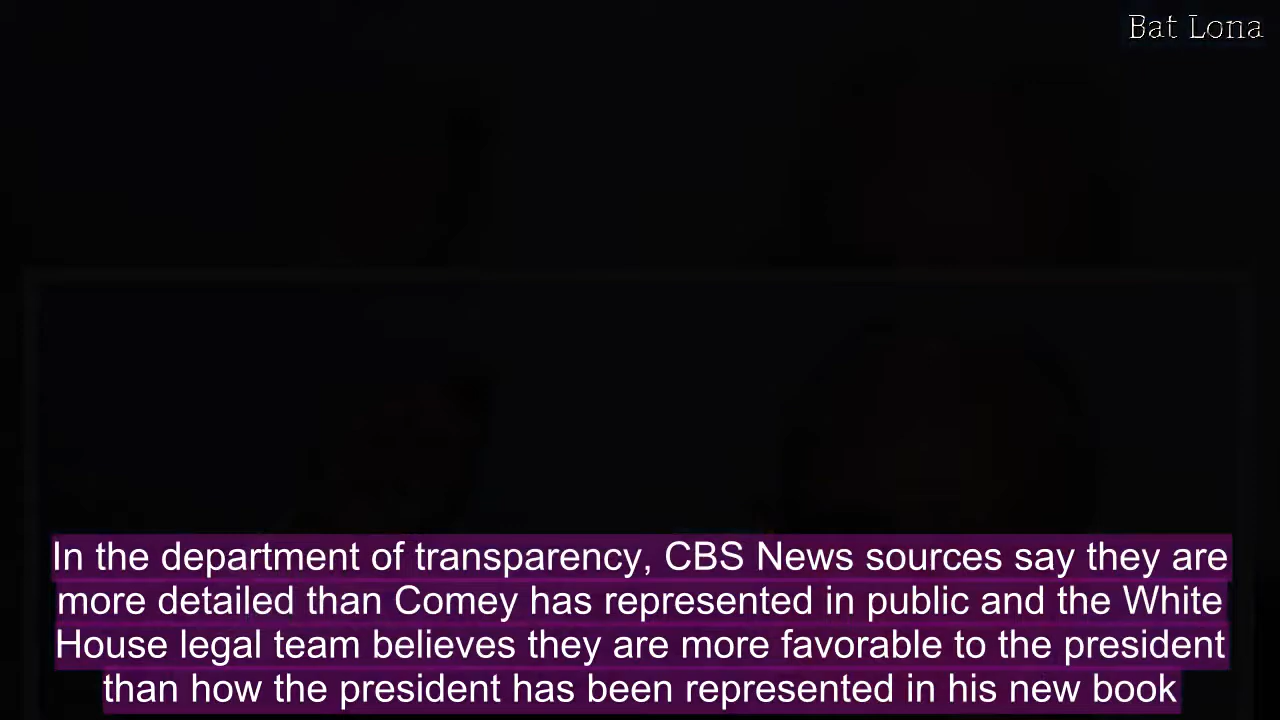 Bat Lona
In the department of transparency, CBS News sources say they are
more detailed than Comey has represented in public and the White
House legal team believes they are more favorable to the president
than how the president has been represented in his new book